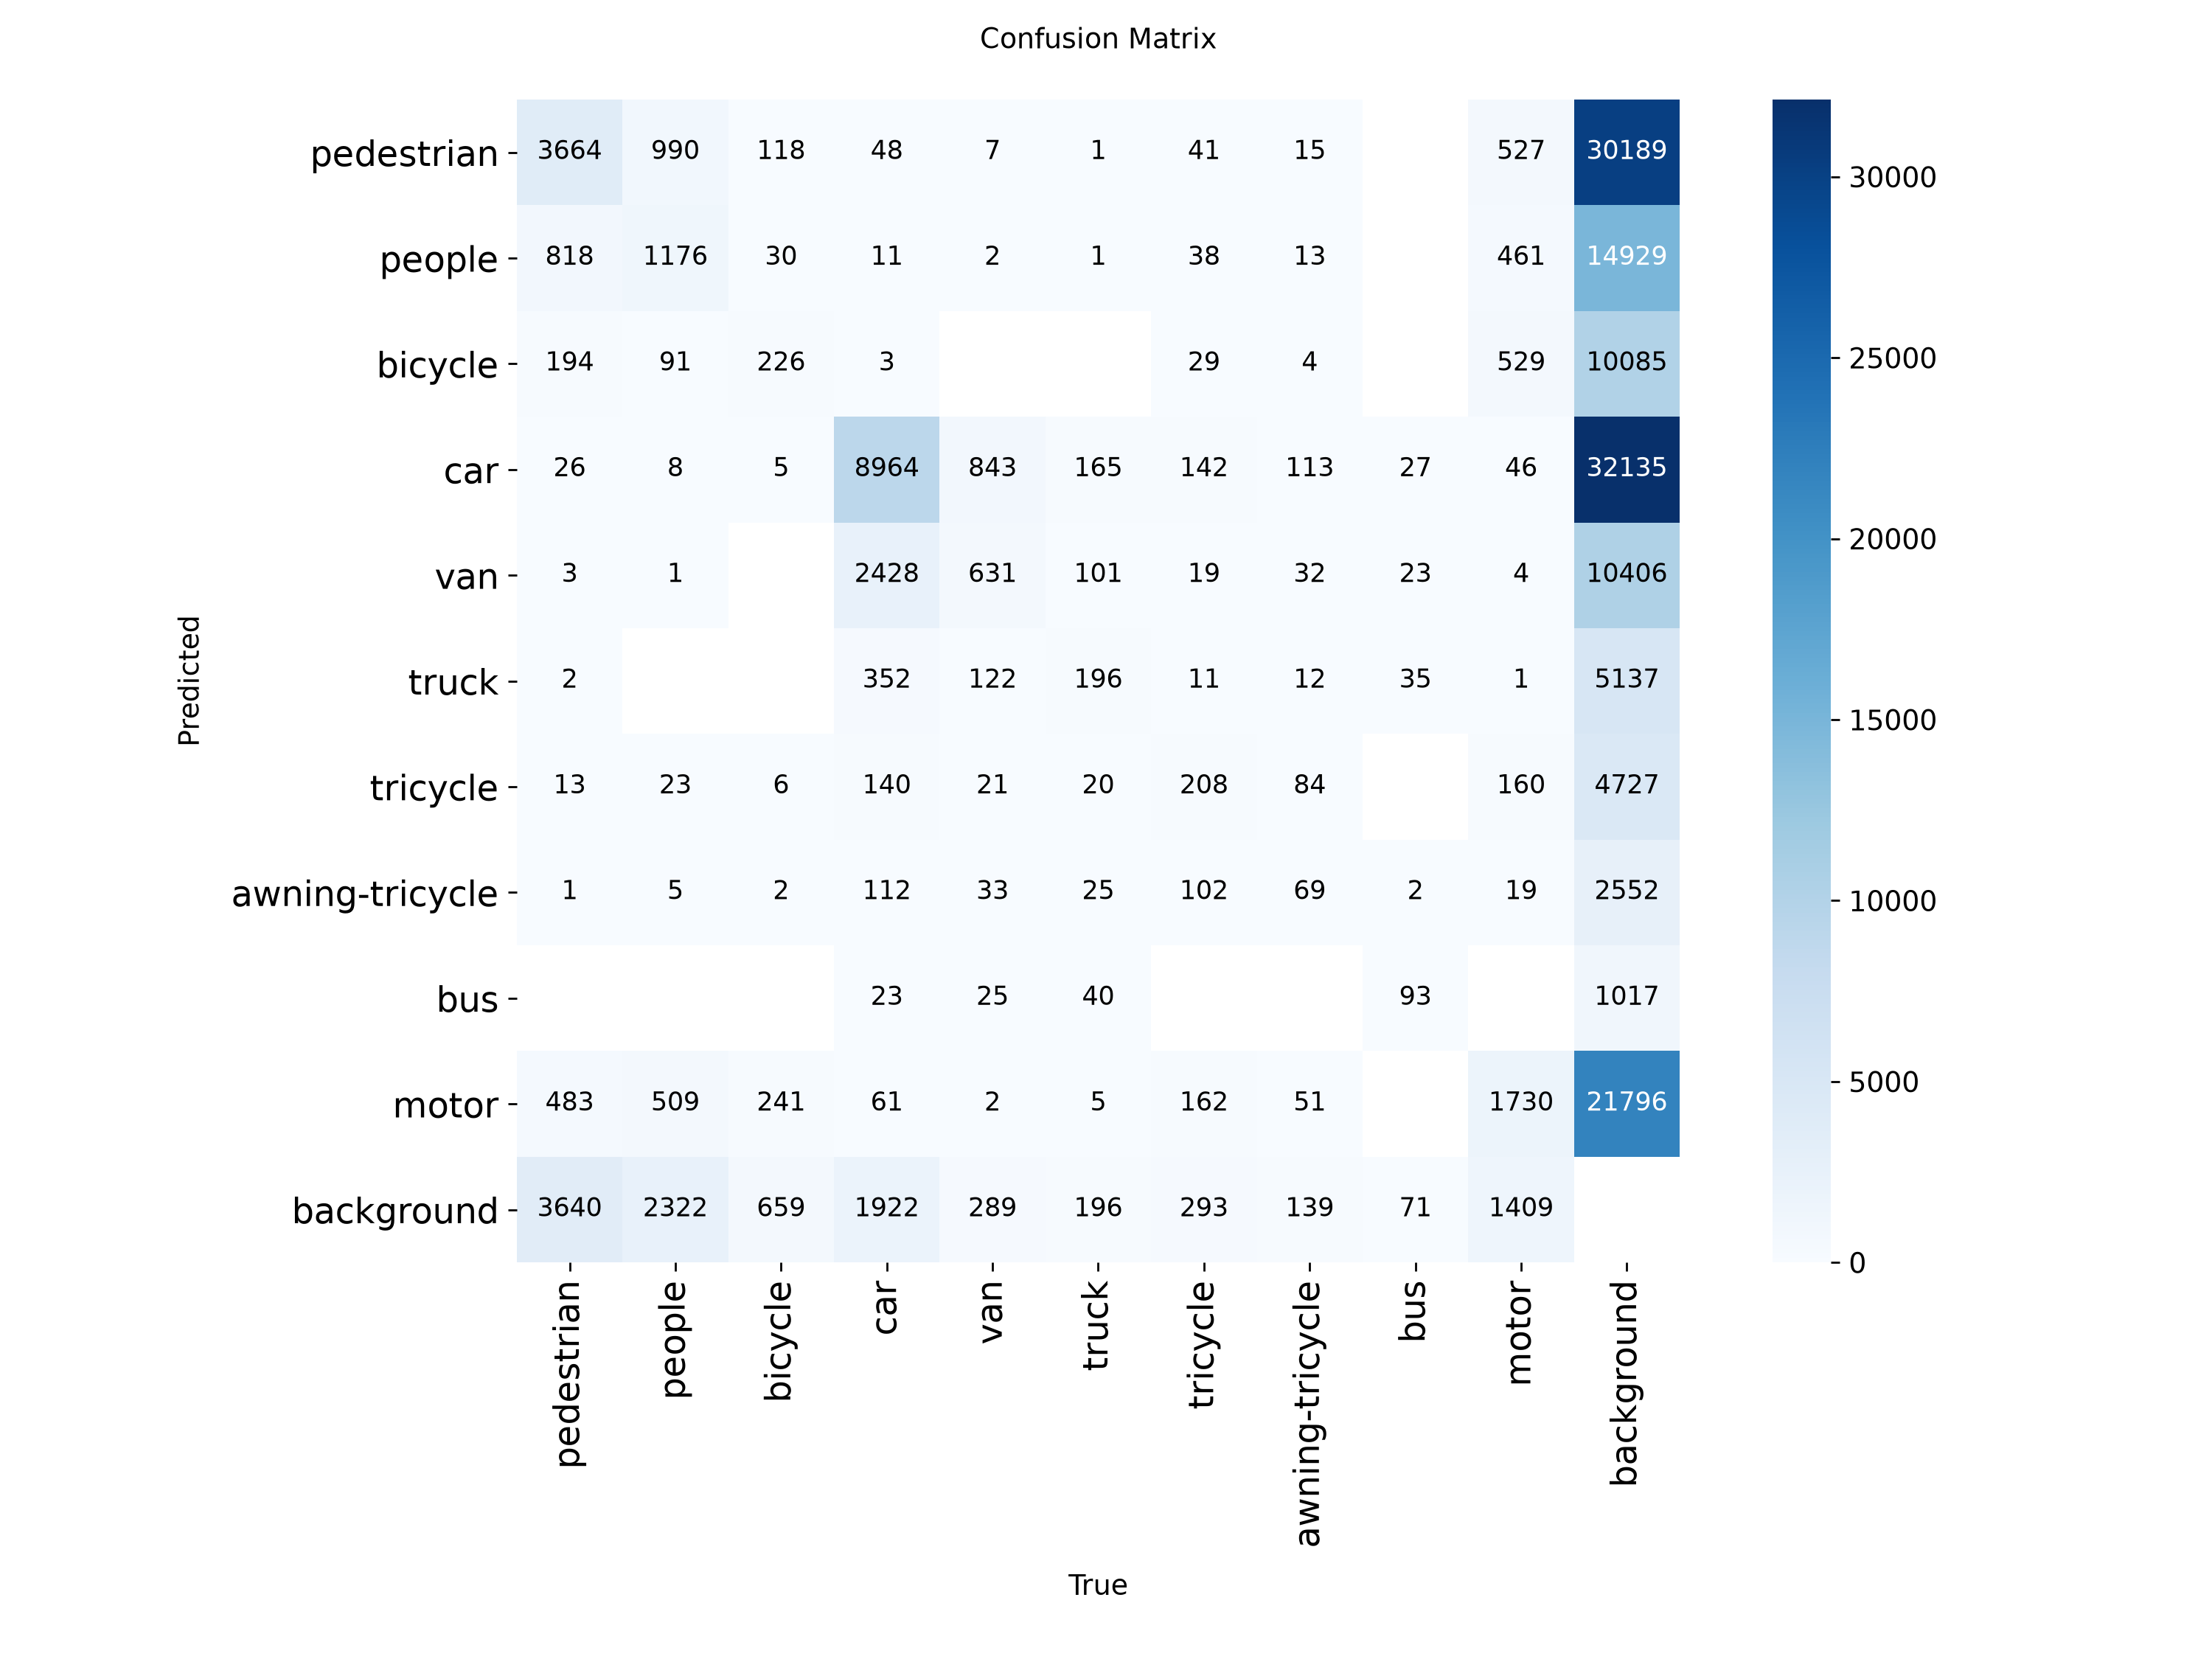 Confusion Matrix
pedestrian 3664 990 118 48 7 1 41 15 527 30189
people 818 1176 30 11 2 1 38 13 461 14929
bicycle 194 91 226 3 29 4 529 10085
car 26 8 5 8964 843 165 142 113 27 46 32135
van 3 1 2428 631 101 19 32 23 4 10406
truck 2 352 122 196 11 12 35 1 5137
tricycle 13 23 6 140 21 20 208 84 160 4727
awning-tricycle 1 5 2 112 33 25 102 69 2 19 2552
bus 23 25 40 93 1017
motor 483 509 241 61 2 5 162 51 1730 21796
background 3640 2322 659 1922 289 196 293 139 71 1409
Predicted
pedestrian
people
bicycle
car
van
truck
tricycle
awning-tricycle
bus
motor
background
True
30000
25000
20000
15000
10000
5000
0